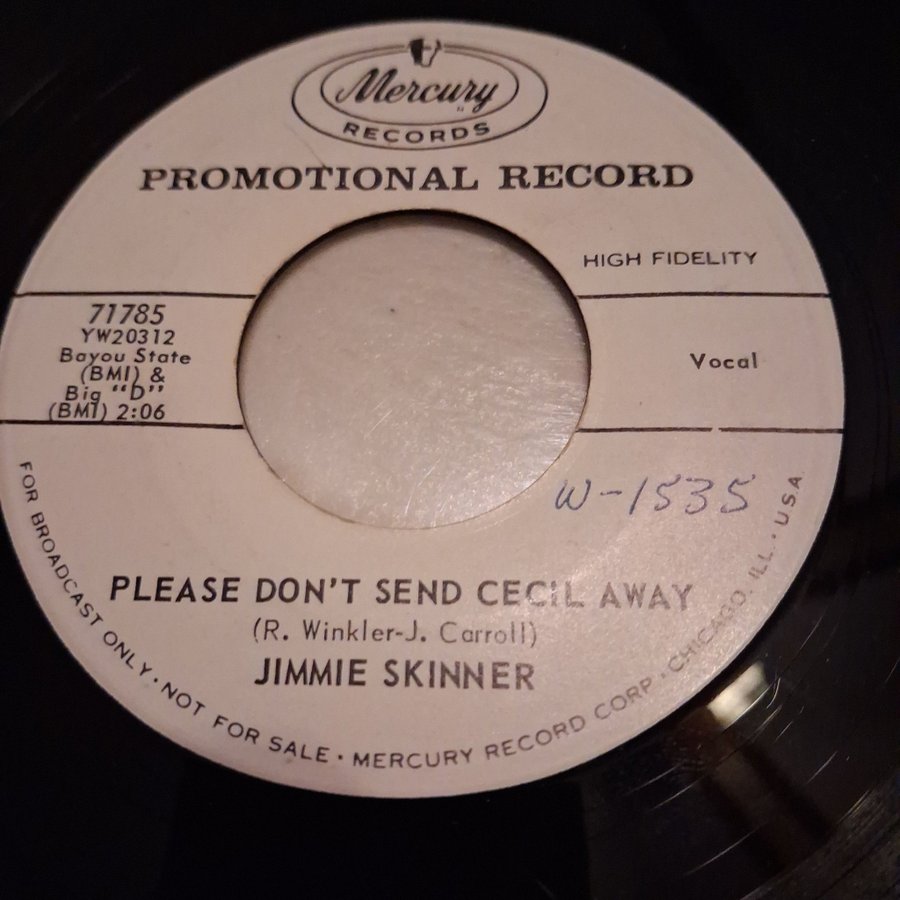 Mercury
RECORDS
PROMOTIONAL RECORD
HIGH FIDELITY
71785
YW20312
Bayou State
(BMI) &
Big "D"
(BMI) 2:06
Vocal
W-1535
PLEASE DON'T SEND CECIL AWAY
(R. Winkler-J. Carroll)
JIMMIE SKINNER
FOR BROADCAST ONLY • NOT FOR SALE • MERCURY RECORD CORP • CHICAGO, ILL. • USA